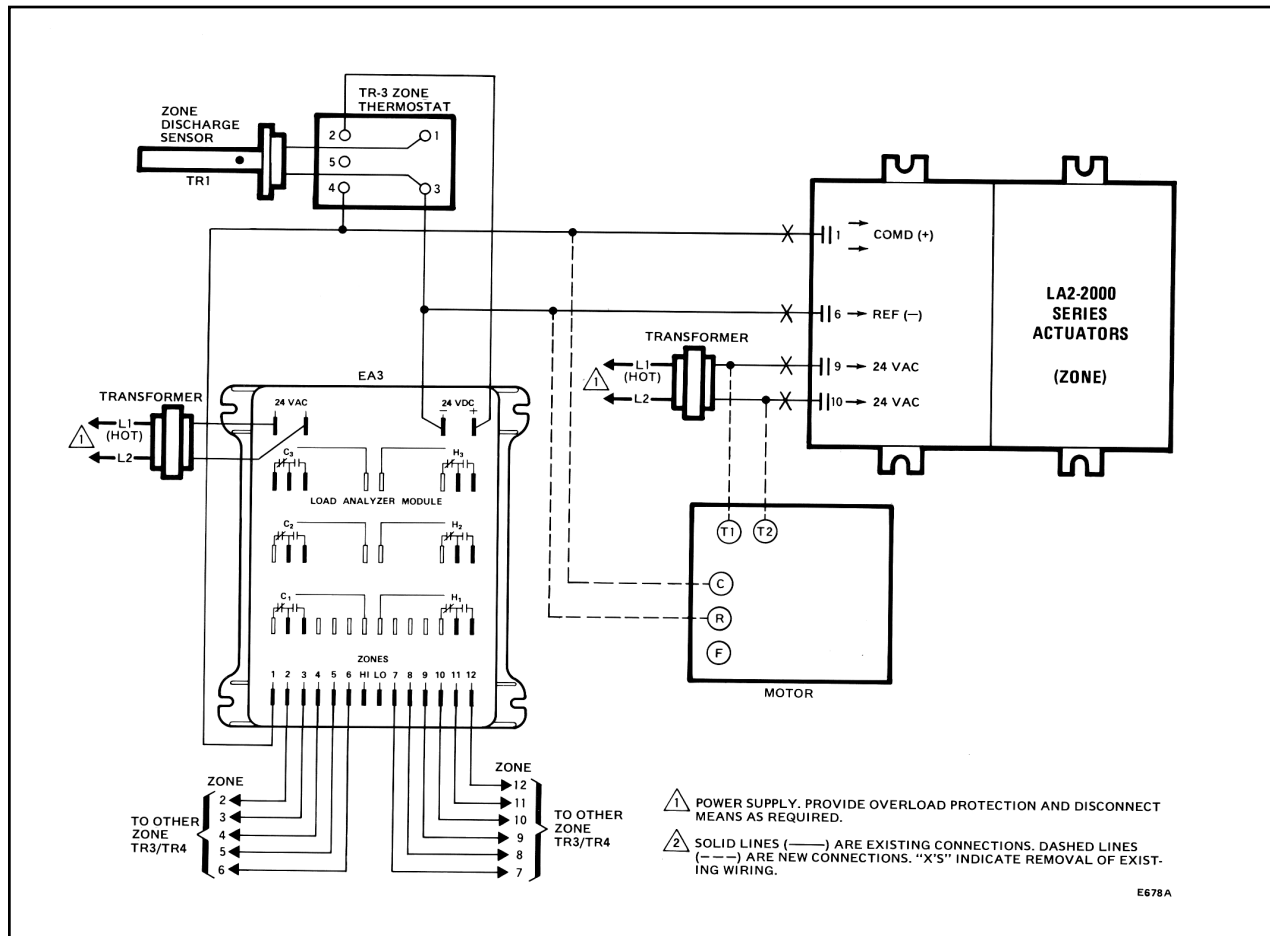 TR-3 ZONE
THERMOSTAT
ZONE
DISCHARGE
SENSOR
TR1
2
1
5
4
3
1
COMD (+)
6
REF (—)
9
24 VAC
10
24 VAC
LA2-2000
SERIES
ACTUATORS
(ZONE)
TRANSFORMER
L1
(HOT)
1
L2
EA3
TRANSFORMER
L1
(HOT)
1
L2
24 VAC
24 VDC
— +
C3
H3
LOAD ANALYZER MODULE
C2
H2
C1
H1
ZONES
1 2 3 4 5 6 HI LO 7 8 9 10 11 12
T1
T2
C
R
F
MOTOR
ZONE
2
3
4
5
6
TO OTHER
ZONE
TR3/TR4
ZONE
12
11
10
9
8
7
TO OTHER
ZONE
TR3/TR4
1 POWER SUPPLY. PROVIDE OVERLOAD PROTECTION AND DISCONNECT
MEANS AS REQUIRED.
2 SOLID LINES (——) ARE EXISTING CONNECTIONS. DASHED LINES
(———) ARE NEW CONNECTIONS. “X’S” INDICATE REMOVAL OF EXIST-
ING WIRING.
E678A